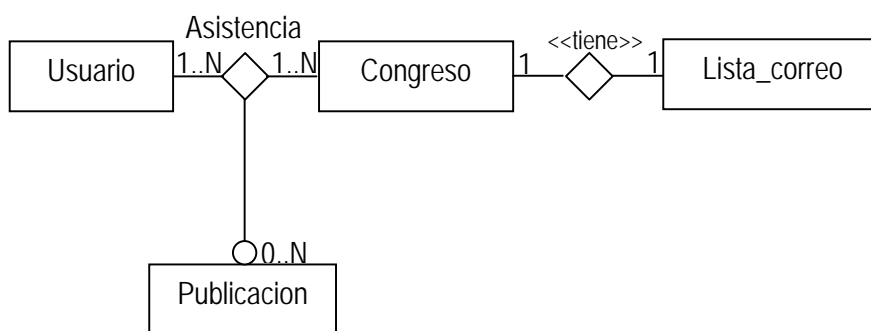 Asistencia
<<tiene>>
Usuario
1..N
1..N
Congreso
1
1
Lista_correo
0..N
Publicacion